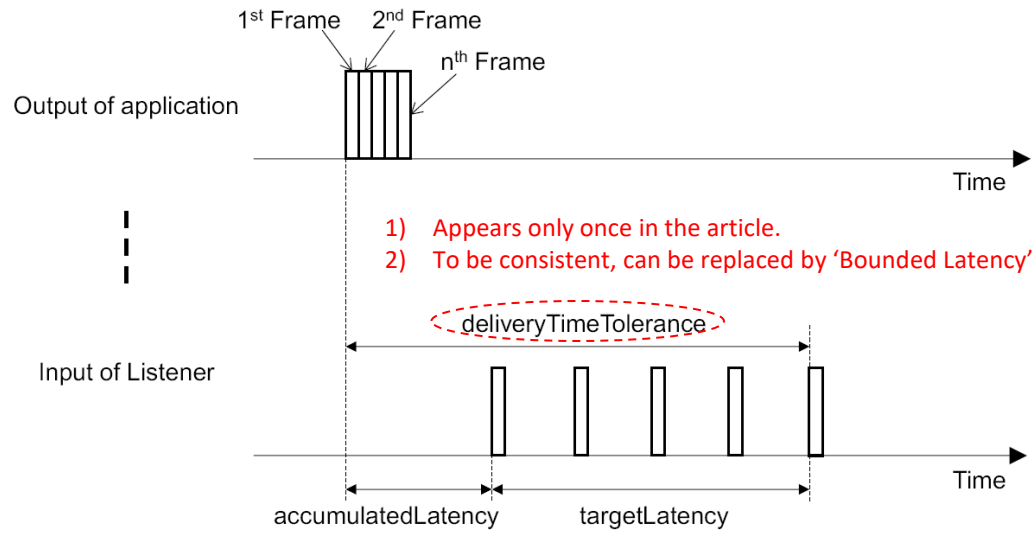 1st Frame 2nd Frame
nth Frame
Output of application
Time
1) Appears only once in the article.
2) To be consistent, can be replaced by ‘Bounded Latency’
deliveryTimeTolerance
Input of Listener
Time
accumulatedLatency targetLatency